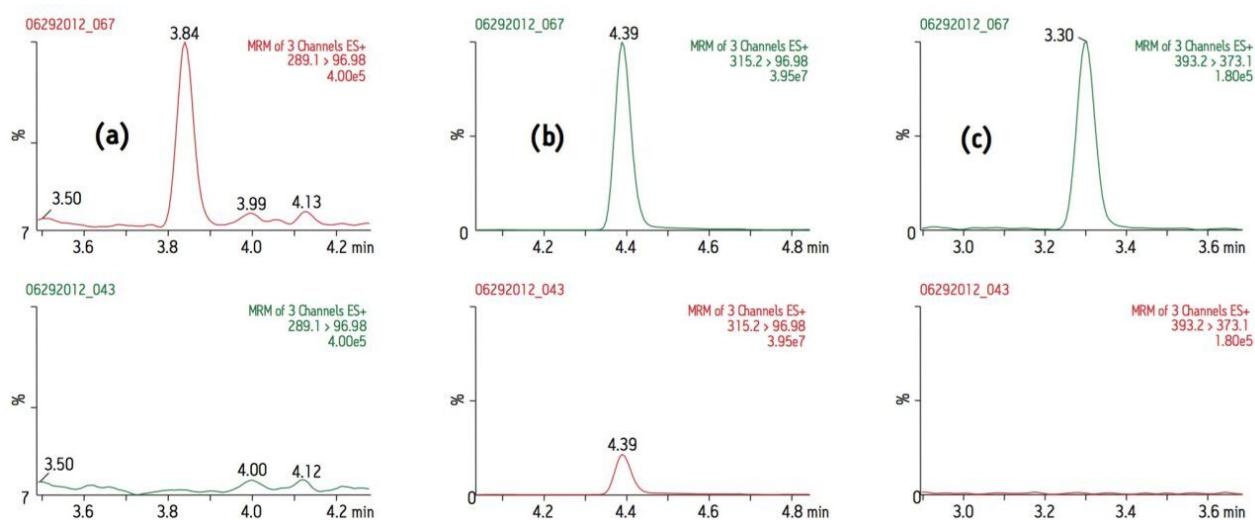 06292012_067
3.84
MRM of 3 Channels ES+
289.1 > 96.98
4.00e5
%
(a)
3.50
3.99
4.13
7
3.6
3.8
4.0
4.2 min
06292012_067
4.39
MRM of 3 Channels ES+
315.2 > 96.98
3.95e7
%
(b)
0
4.2
4.4
4.6
4.8 min
06292012_067
3.30
MRM of 3 Channels ES+
393.2 > 373.1
1.80e5
%
(c)
0
3.0
3.2
3.4
3.6 min
06292012_043
MRM of 3 Channels ES+
289.1 > 96.98
4.00e5
%
3.50
4.00
4.12
7
3.6
3.8
4.0
4.2 min
06292012_043
MRM of 3 Channels ES+
315.2 > 96.98
3.95e7
%
4.39
0
4.2
4.4
4.6
4.8 min
06292012_043
MRM of 3 Channels ES+
393.2 > 373.1
1.80e5
%
0
3.0
3.2
3.4
3.6 min